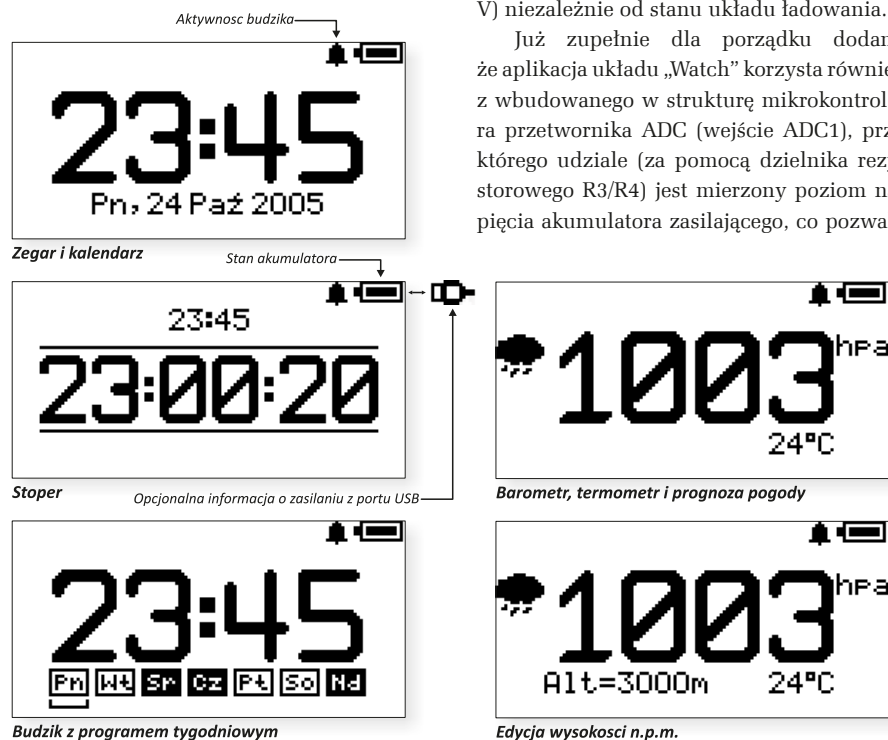 V) niezależnie od stanu układu ładowania.
Już zupełnie dla porządku dodan
że aplikacja układu „Watch” korzysta równie
z wbudowanego w strukturę mikrokontrol
ra przetwornika ADC (wejście ADC1), prz
którego udziale (za pomocą dzielnika rezy
storowego R3/R4) jest mierzony poziom n
pięcia akumulatora zasilającego, co pozwa
Aktywnosc budzika
23:45
Pn, 24 Paź 2005
Zegar i kalendarz
Stan akumulatora
23:45
23:00:20
Stoper
Opcjonalna informacja o zasilaniu z portu USB
23:45
Pn Wt Sr Cz Pt So Nd
Budzik z programem tygodniowym
1003 hPa
24°C
Barometr, termometr i prognoza pogody
1003 hPa
Alt=3000m 24°C
Edycja wysokosci n.p.m.